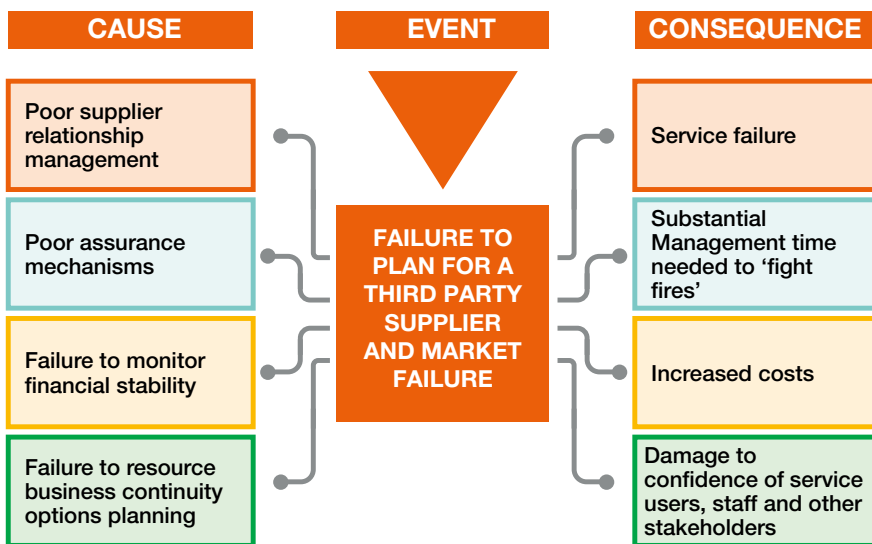 CAUSE
EVENT
CONSEQUENCE
Poor supplier
relationship
management
Poor assurance
mechanisms
Failure to monitor
financial stability
Failure to resource
business continuity
options planning
FAILURE TO
PLAN FOR A
THIRD PARTY
SUPPLIER
AND MARKET
FAILURE
Service failure
Substantial
Management time
needed to ‘fight
fires’
Increased costs
Damage to
confidence of service
users, staff and other
stakeholders